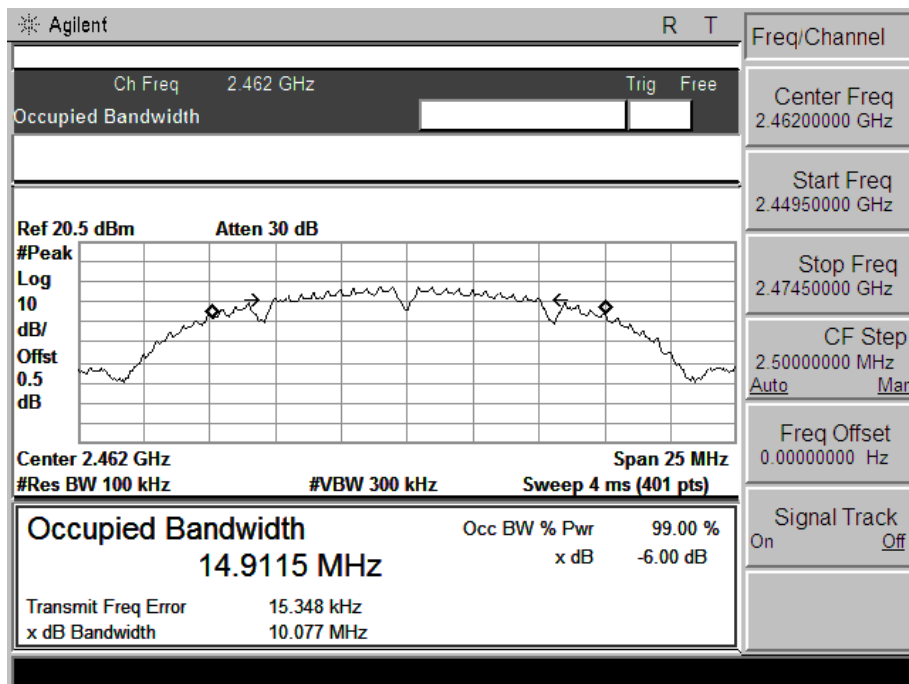 Agilent R T
Freq/Channel
Ch Freq 2.462 GHz Trig Free
Occupied Bandwidth
Center Freq
2.46200000 GHz
Start Freq
2.44950000 GHz
Stop Freq
2.47450000 GHz
CF Step
2.50000000 MHz
Auto Man
Freq Offset
0.00000000 Hz
Signal Track
On Off
Ref 20.5 dBm Atten 30 dB
#Peak
Log
10
dB/
Offst
0.5
dB
Center 2.462 GHz Span 25 MHz
#Res BW 100 kHz #VBW 300 kHz Sweep 4 ms (401 pts)
Occupied Bandwidth Occ BW % Pwr 99.00 %
14.9115 MHz x dB -6.00 dB
Transmit Freq Error 15.348 kHz
x dB Bandwidth 10.077 MHz